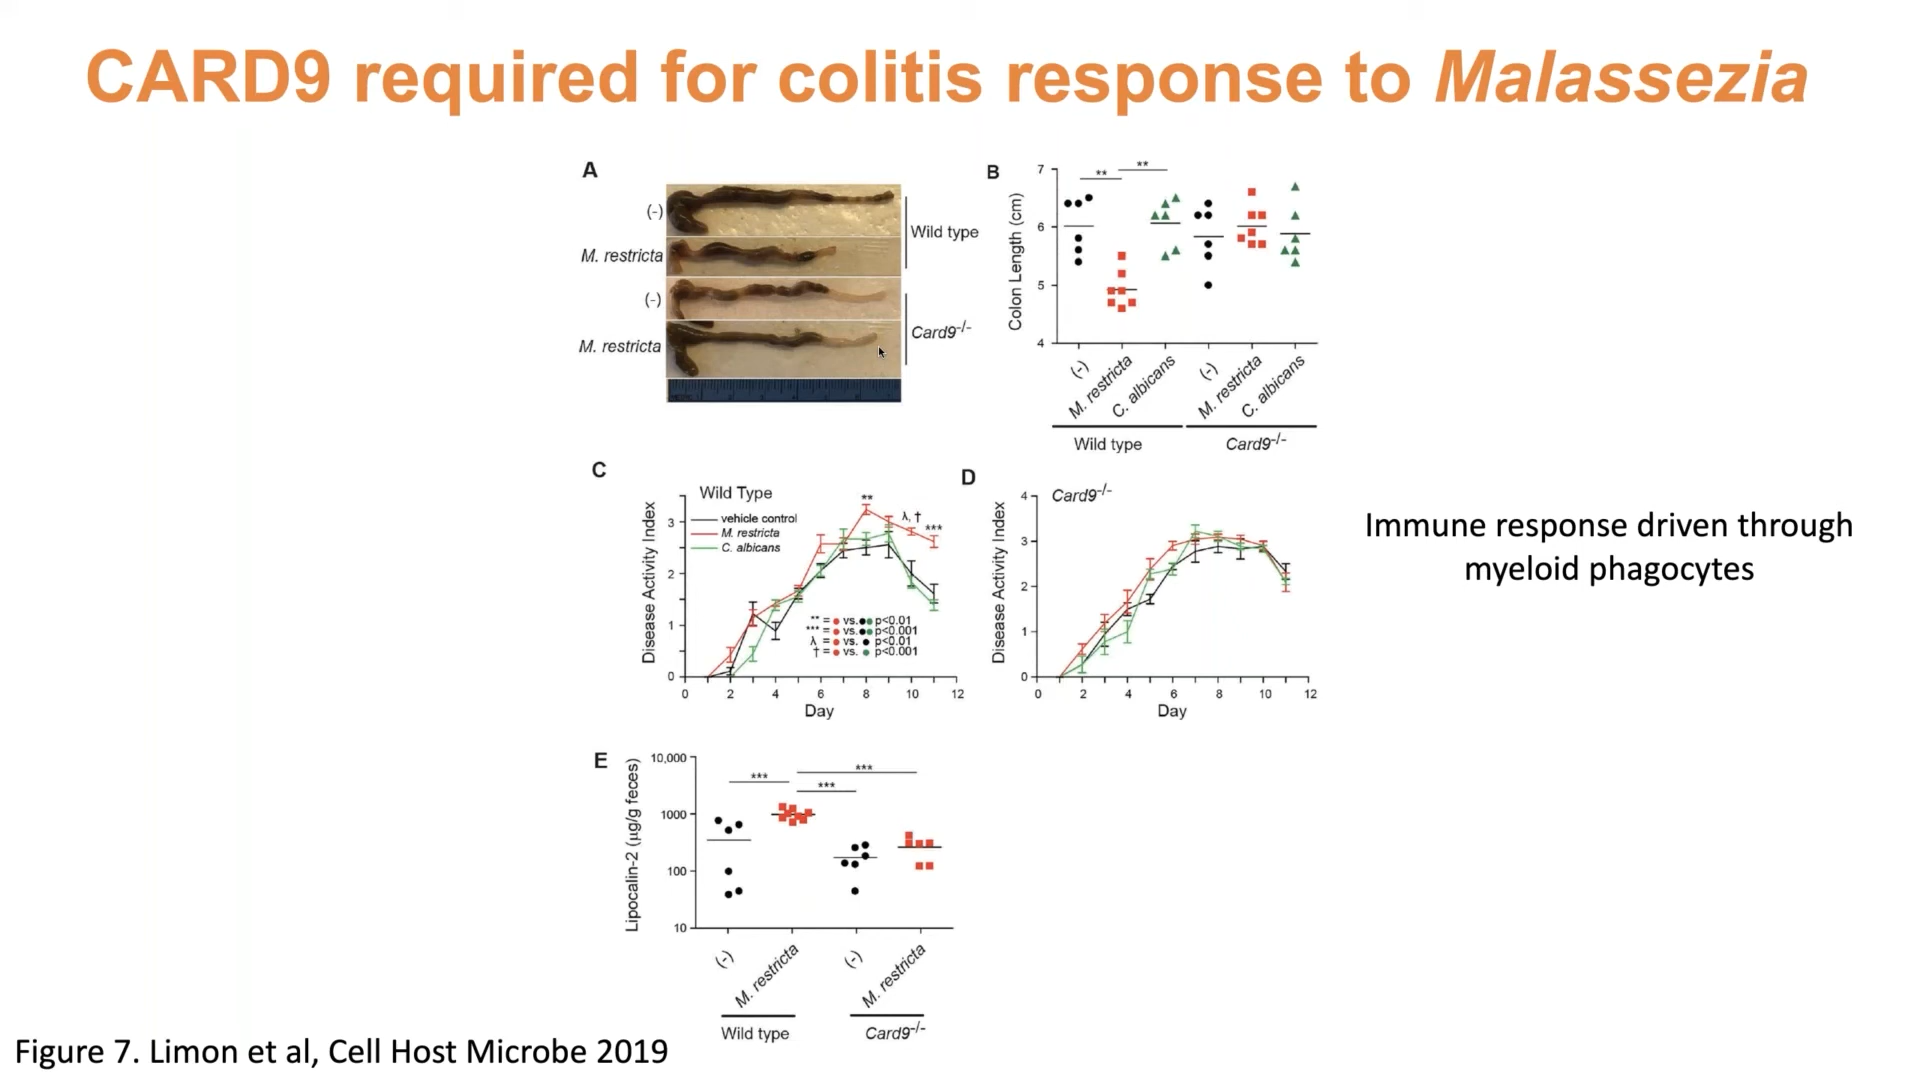 CARD9 required for colitis response to Malassezia
A
(-)
M. restricta
(-)
M. restricta
Wild type
Card9-/-
B
Colon Length (cm)
7
6
5
4
**
**
(-)
M. restricta
C. albicans
(-)
M. restricta
C. albicans
Wild type
Card9-/-
C
Wild Type
vehicle control
M. restricta
C. albicans
Disease Activity Index
3
2
1
0
**
λ, †
***
** = ● vs. ●● p<0.01
*** = ● vs. ●● p<0.001
λ = ● vs. ● p<0.01
† = ● vs. ● p<0.001
0 2 4 6 8 10 12
Day
D
Card9-/-
Disease Activity Index
4
3
2
1
0
0 2 4 6 8 10 12
Day
Immune response driven through
myeloid phagocytes
E
Lipocalin-2 (µg/g feces)
10,000
1000
100
10
***
***
***
(-)
M. restricta
(-)
M. restricta
Wild type
Card9-/-
Figure 7. Limon et al, Cell Host Microbe 2019